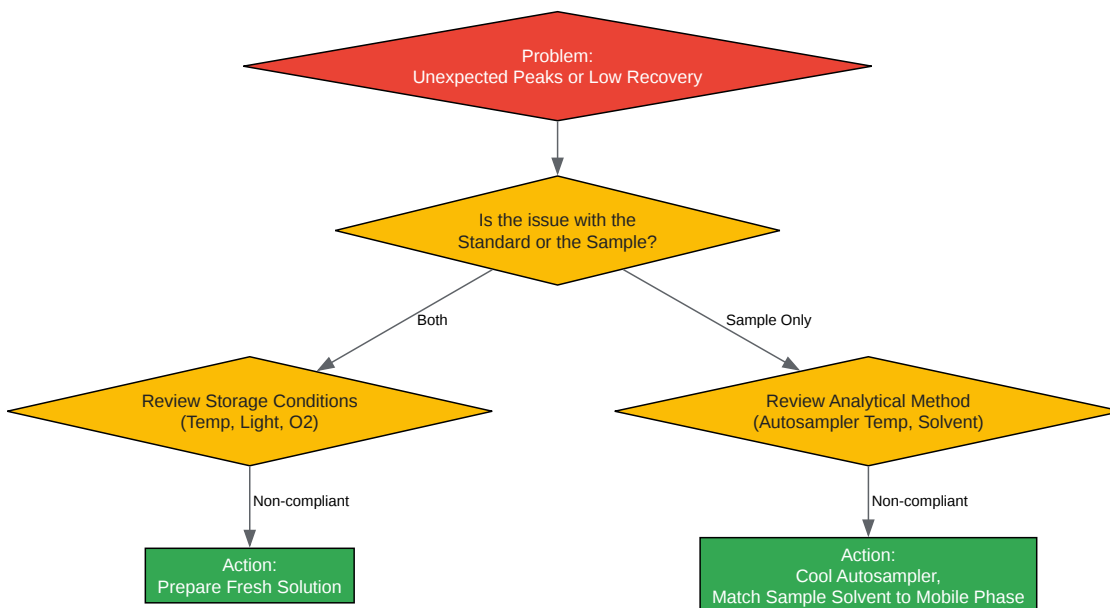 Problem:
Unexpected Peaks or Low Recovery
Is the issue with the
Standard or the Sample?
Both
Sample Only
Review Storage Conditions
(Temp, Light, O2)
Review Analytical Method
(Autosampler Temp, Solvent)
Non-compliant
Non-compliant
Action:
Prepare Fresh Solution
Action:
Cool Autosampler,
Match Sample Solvent to Mobile Phase